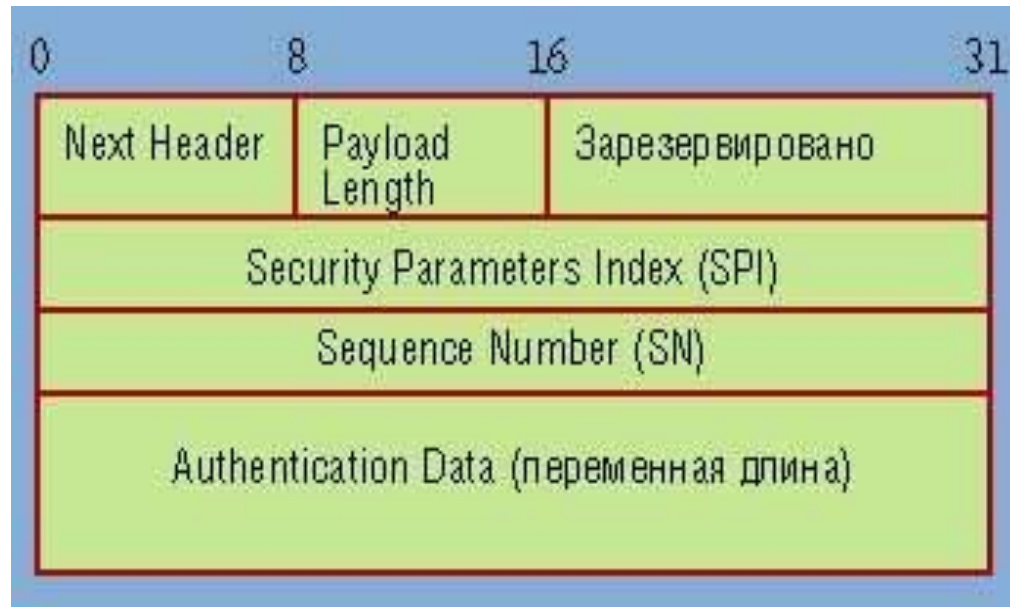 0 8 16 31
Next Header Payload Length Зарезервировано
Security Parameters Index (SPI)
Sequence Number (SN)
Authentication Data (переменная длина)